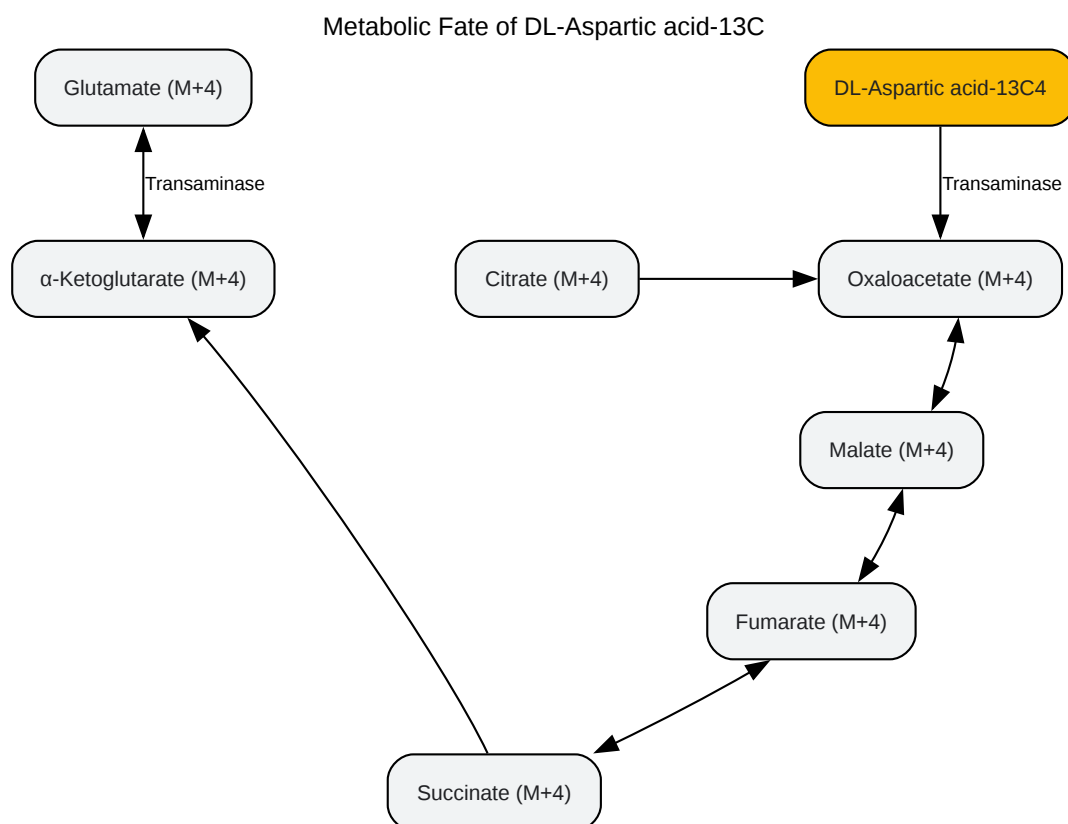 Metabolic Fate of DL-Aspartic acid-13C
Glutamate (M+4)
DL-Aspartic acid-13C4
Transaminase
Transaminase
α-Ketoglutarate (M+4)
Citrate (M+4)
Oxaloacetate (M+4)
Malate (M+4)
Fumarate (M+4)
Succinate (M+4)